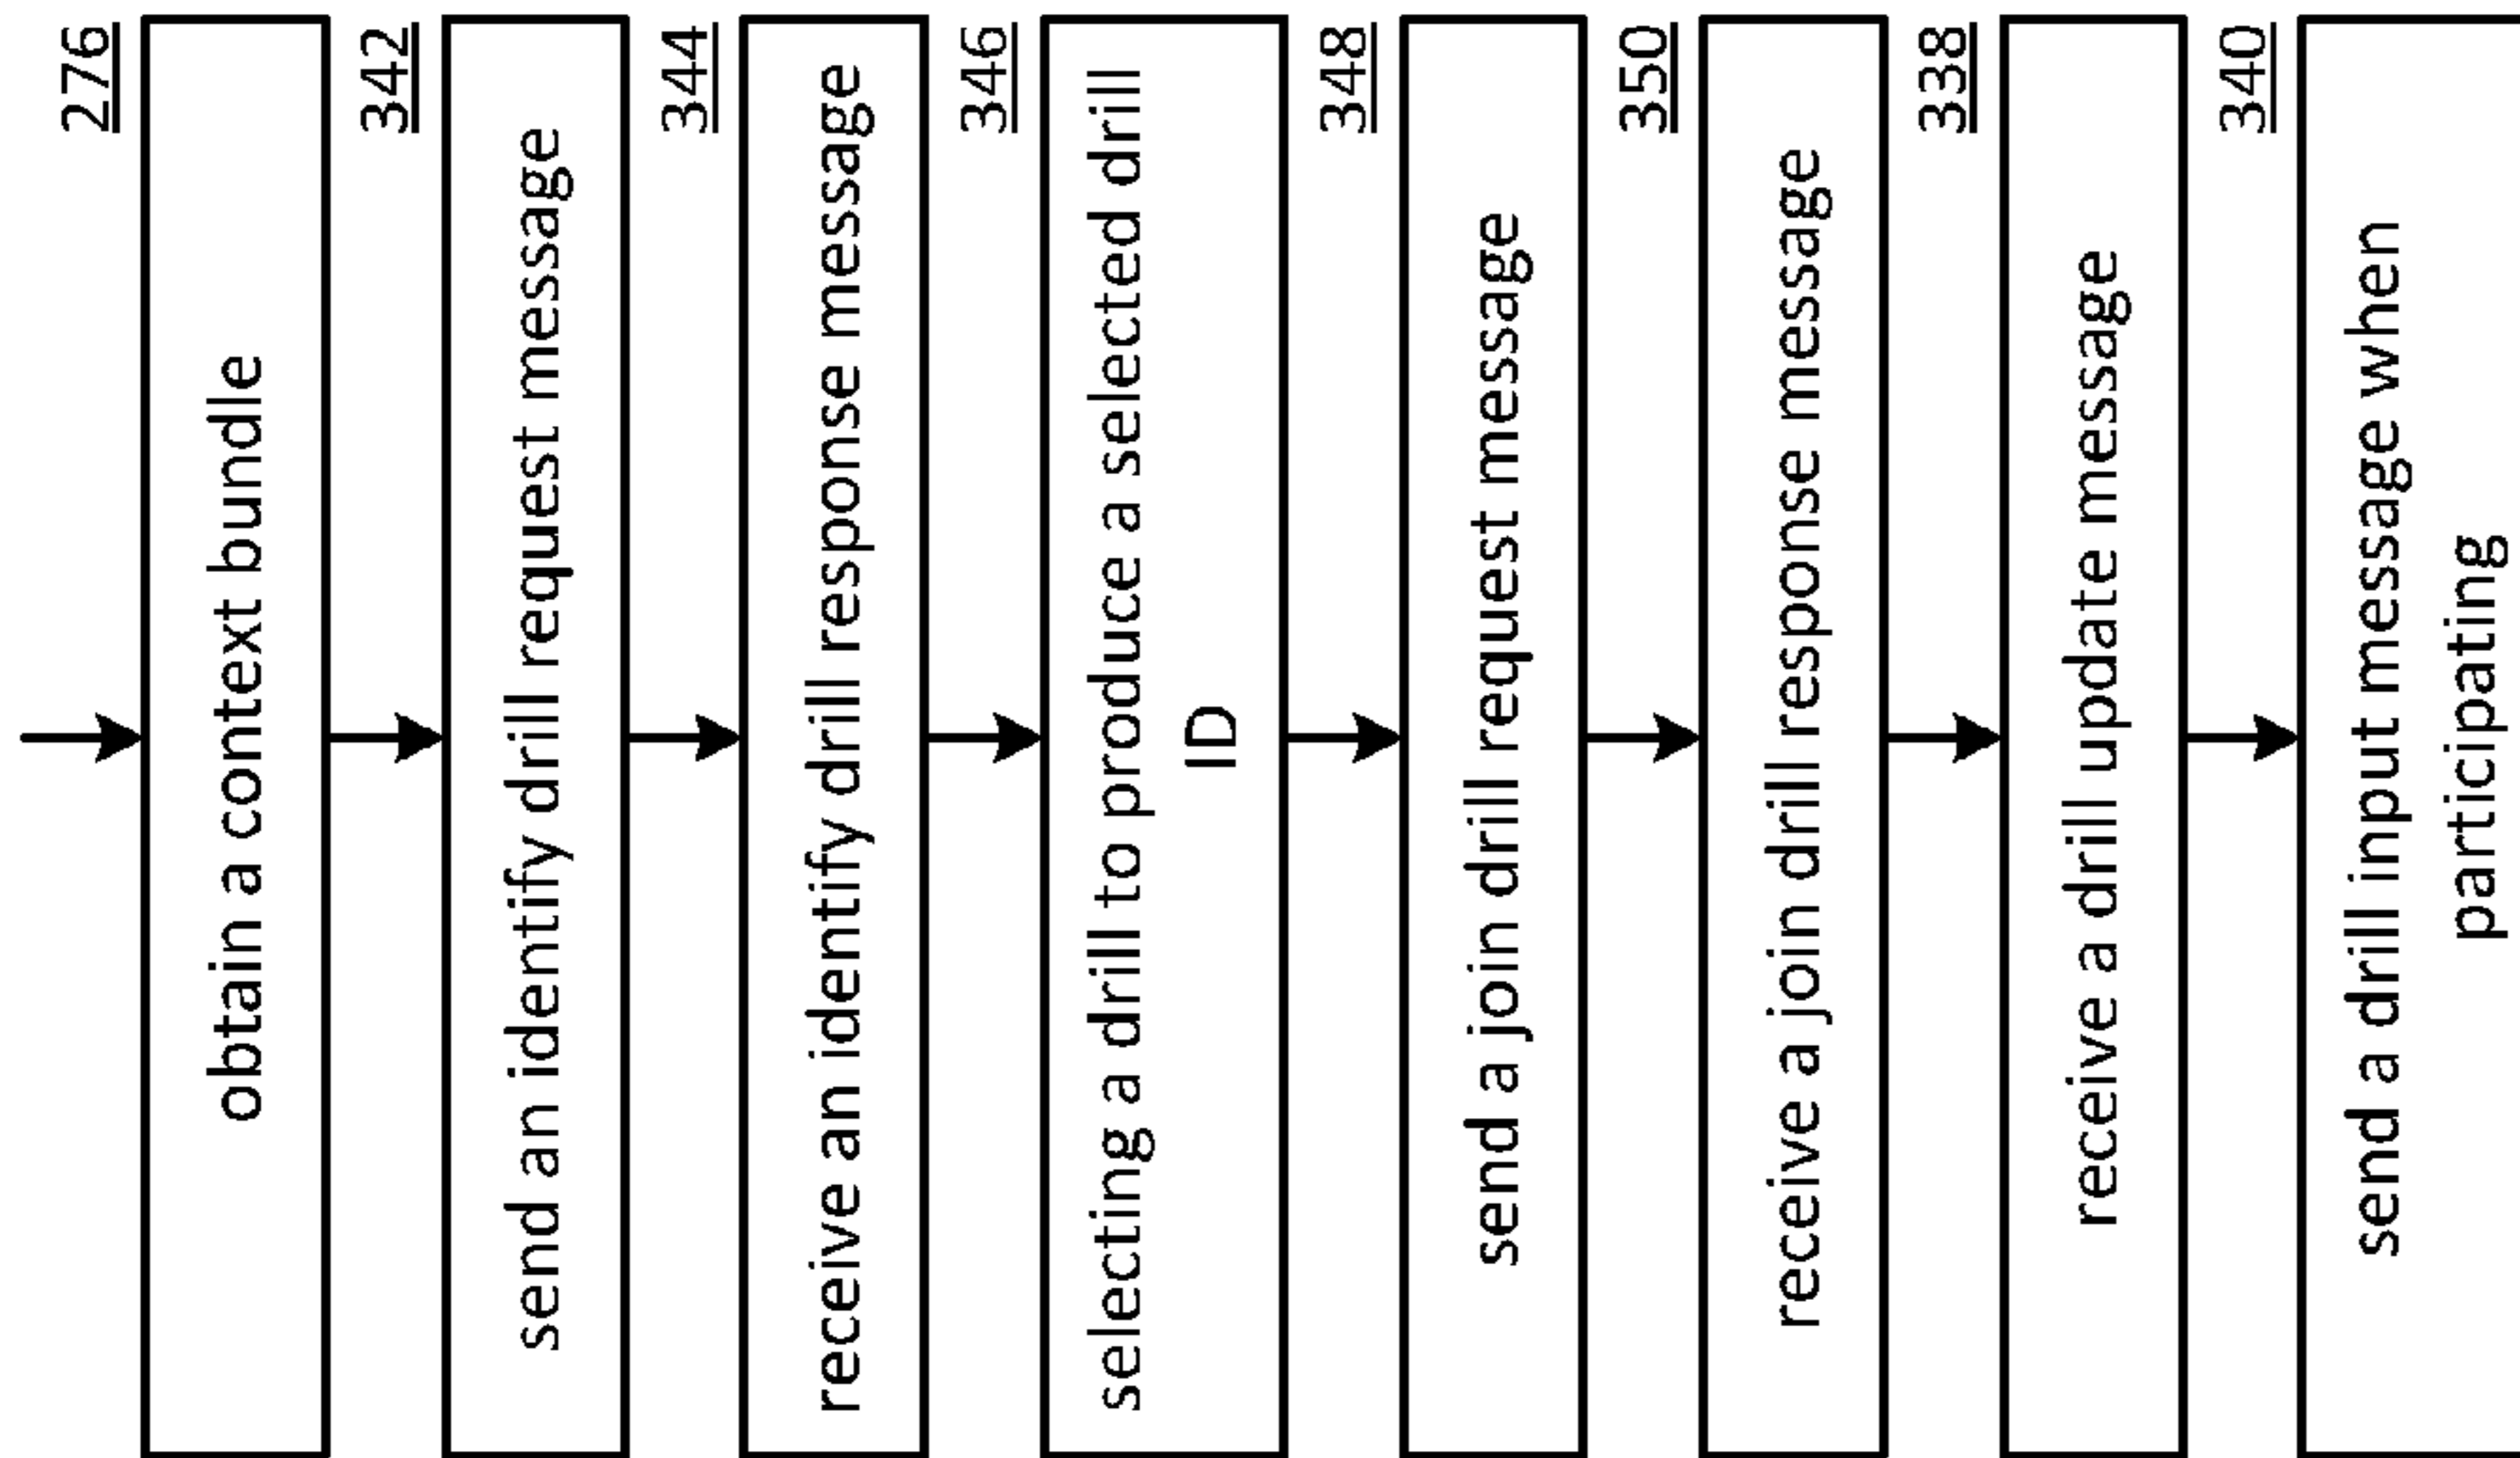 276
obtain a context bundle
342
send an identify drill request message
344
receive an identify drill response message
346
selecting a drill to produce a selected drill
ID
348
send a join drill request message
350
receive a join drill response message
338
receive a drill update message
340
send a drill input message when
participating